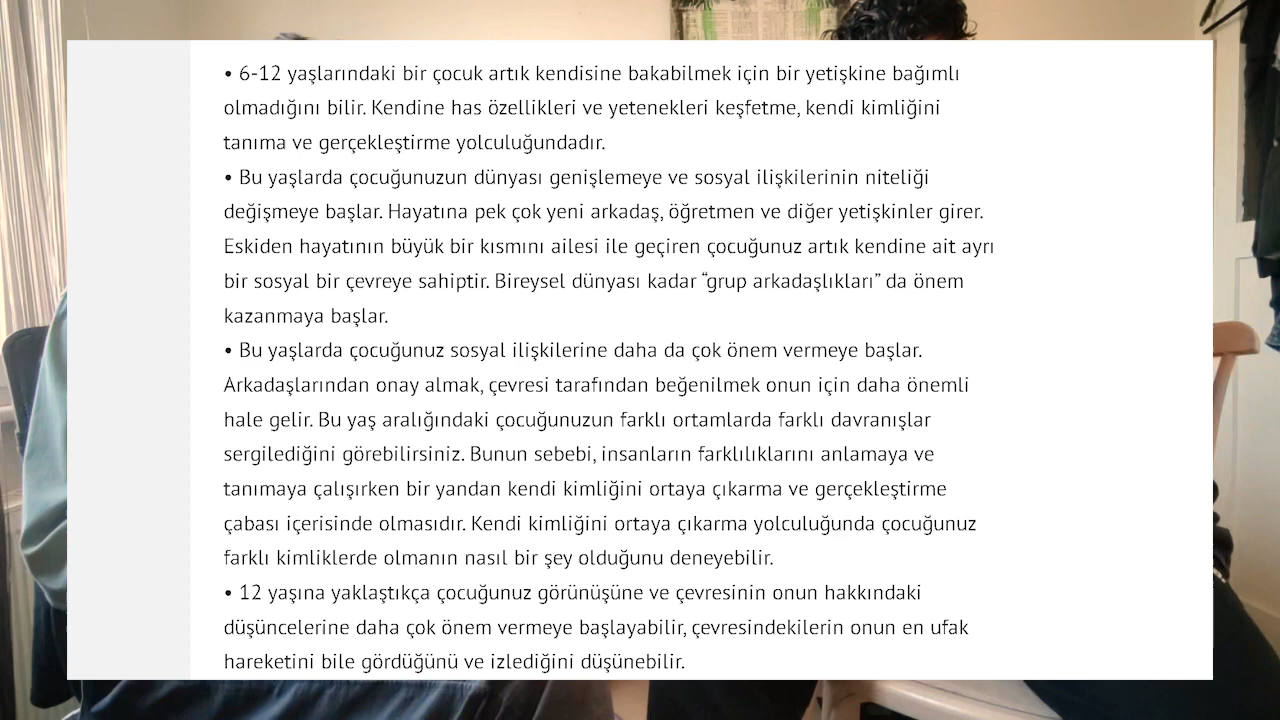 • 6-12 yaşlarındaki bir çocuk artık kendisine bakabilmek için bir yetişkine bağımlı
olmadığını bilir. Kendine has özellikleri ve yetenekleri keşfetme, kendi kimliğini
tanıma ve gerçekleştirme yolculuğundadır.
• Bu yaşlarda çocuğunuzun dünyası genişlemeye ve sosyal ilişkilerinin niteliği
değişmeye başlar. Hayatına pek çok yeni arkadaş, öğretmen ve diğer yetişkinler girer.
Eskiden hayatının büyük bir kısmını ailesi ile geçiren çocuğunuz artık kendine ait ayrı
bir sosyal bir çevreye sahiptir. Bireysel dünyası kadar “grup arkadaşlıkları” da önem
kazanmaya başlar.
• Bu yaşlarda çocuğunuz sosyal ilişkilerine daha da çok önem vermeye başlar.
Arkadaşlarından onay almak, çevresi tarafından beğenilmek onun için daha önemli
hale gelir. Bu yaş aralığındaki çocuğunuzun farklı ortamlarda farklı davranışlar
sergilediğini görebilirsiniz. Bunun sebebi, insanların farklılıklarını anlamaya ve
tanımaya çalışırken bir yandan kendi kimliğini ortaya çıkarma ve gerçekleştirme
çabası içerisinde olmasıdır. Kendi kimliğini ortaya çıkarma yolculuğunda çocuğunuz
farklı kimliklerde olmanın nasıl bir şey olduğunu deneyebilir.
• 12 yaşına yaklaştıkça çocuğunuz görünüşüne ve çevresinin onun hakkındaki
düşüncelerine daha çok önem vermeye başlayabilir, çevresindekilerin onun en ufak
hareketini bile gördüğünü ve izlediğini düşünebilir.